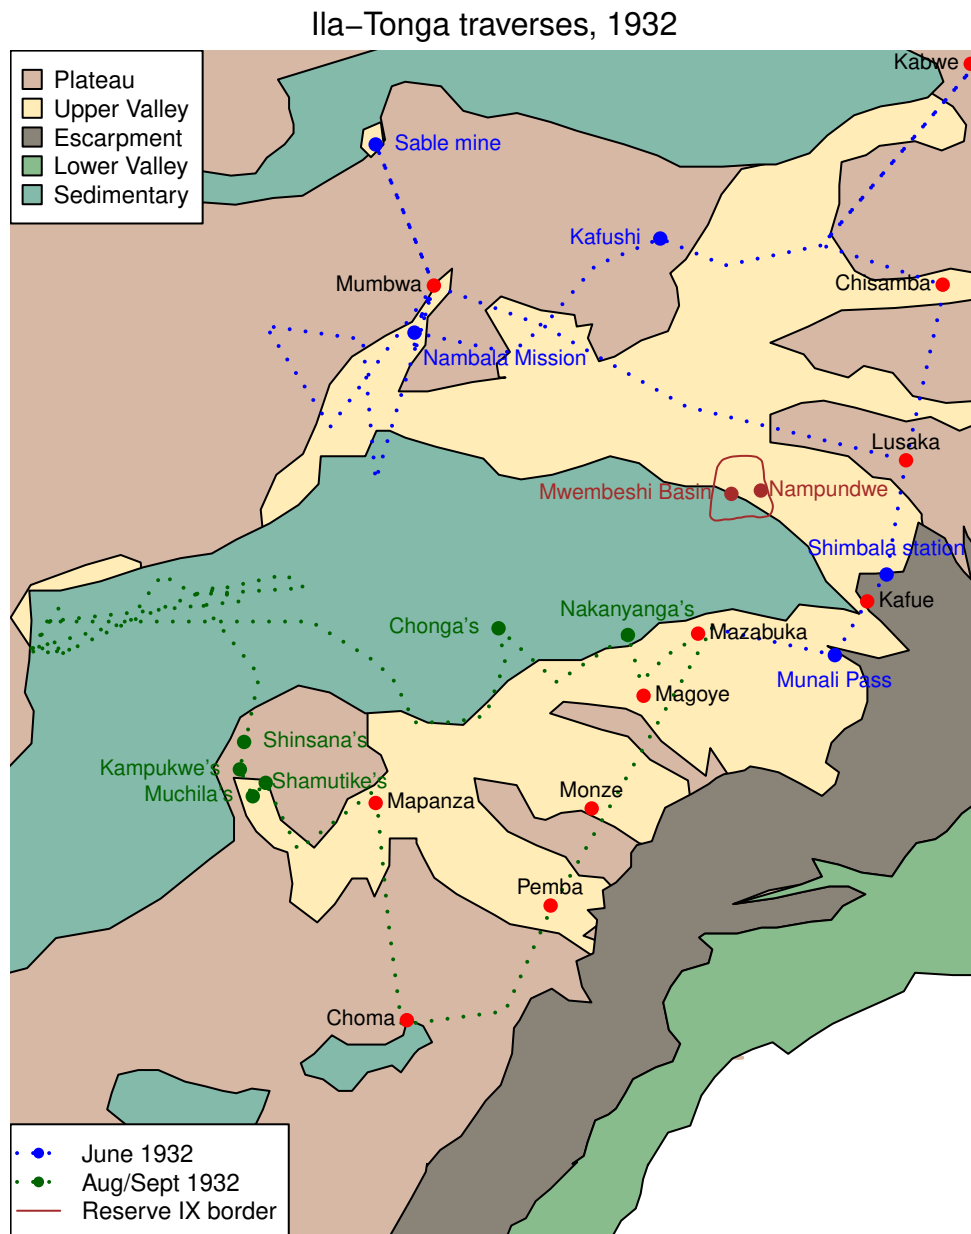 Ila−Tonga traverses, 1932
Plateau
Upper Valley
Escarpment
Lower Valley
Sedimentary
Kabwe
Sable mine
Kafushi
Mumbwa
Chisamba
Nambala Mission
Lusaka
Mwembeshi Basin
Nampundwe
Shimbala station
Kafue
Nakanyanga's
Chonga's
Mazabuka
Munali Pass
Magoye
Shinsana's
Kampukwe's
Shamutike's
Muchila's
Mapanza
Monze
Pemba
Choma
June 1932
Aug/Sept 1932
Reserve IX border